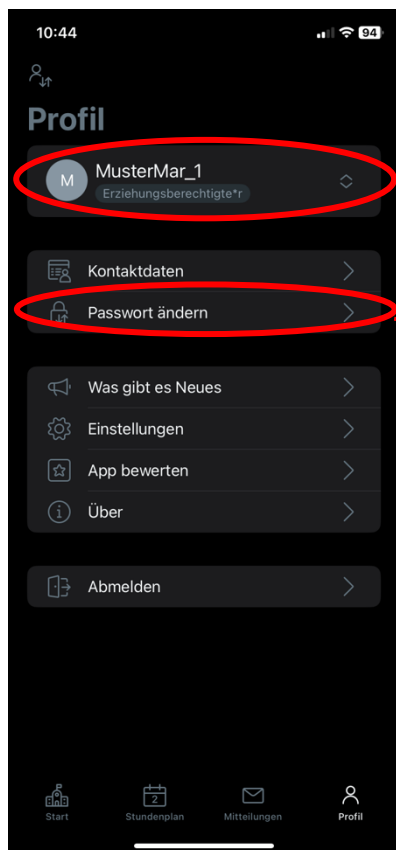 10:44
94
Profil
M
MusterMar_1
Erziehungsberechtigte*r
Kontaktdaten
Passwort ändern
Was gibt es Neues
Einstellungen
App bewerten
Über
Abmelden
2
Start Stundenplan Mitteilungen Profil